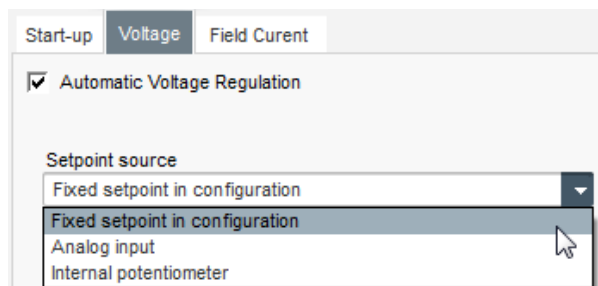 Start-up Voltage Field Curent
Automatic Voltage Regulation
Setpoint source
Fixed setpoint in configuration
Fixed setpoint in configuration
Analog input
Internal potentiometer